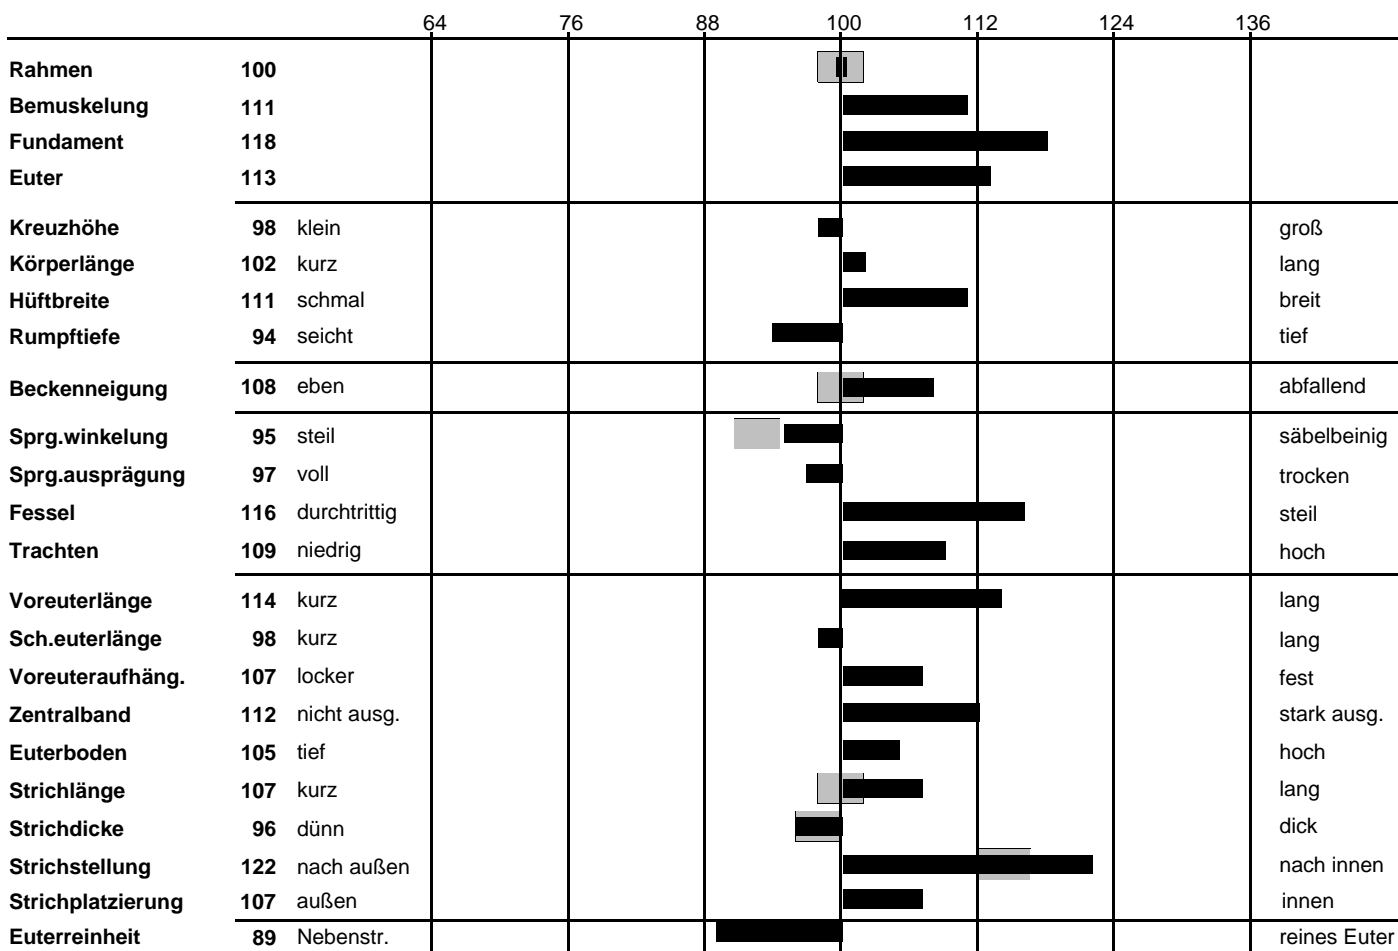 64 76 88 100 112 124 136
Rahmen 100
Bemuskelung 111
Fundament 118
Euter 113
Kreuzhöhe 98 klein groß
Körperlänge 102 kurz lang
Hüftbreite 111 schmal breit
Rumpftiefe 94 seicht tief
Beckenneigung 108 eben abfallend
Sprg.winkelung 95 steil säbelbeinig
Sprg.ausprägung 97 voll trocken
Fessel 116 durchtrittig steil
Trachten 109 niedrig hoch
Voreuterlänge 114 kurz lang
Sch.euterlänge 98 kurz lang
Voreuteraufhäng. 107 locker fest
Zentralband 112 nicht ausg. stark ausg.
Euterboden 105 tief hoch
Strichlänge 107 kurz lang
Strichdicke 96 dünn dick
Strichstellung 122 nach außen nach innen
Strichplatzierung 107 außen innen
Euterreinheit 89 Nebenstr. reines Euter